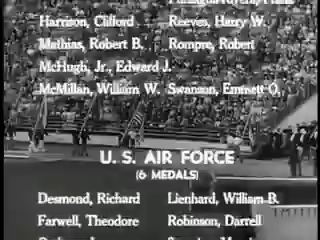 Harrison, Clifford Reeves, Harry W.
Mathias, Robert B. Rompre, Robert
McHugh, Jr., Edward J.
McMillan, William W. Swanson, Emmett O.
U. S. AIR FORCE
(6 MEDALS)
Desmond, Richard Lienhard, William B.
Farwell, Theodore Robinson, Darrell